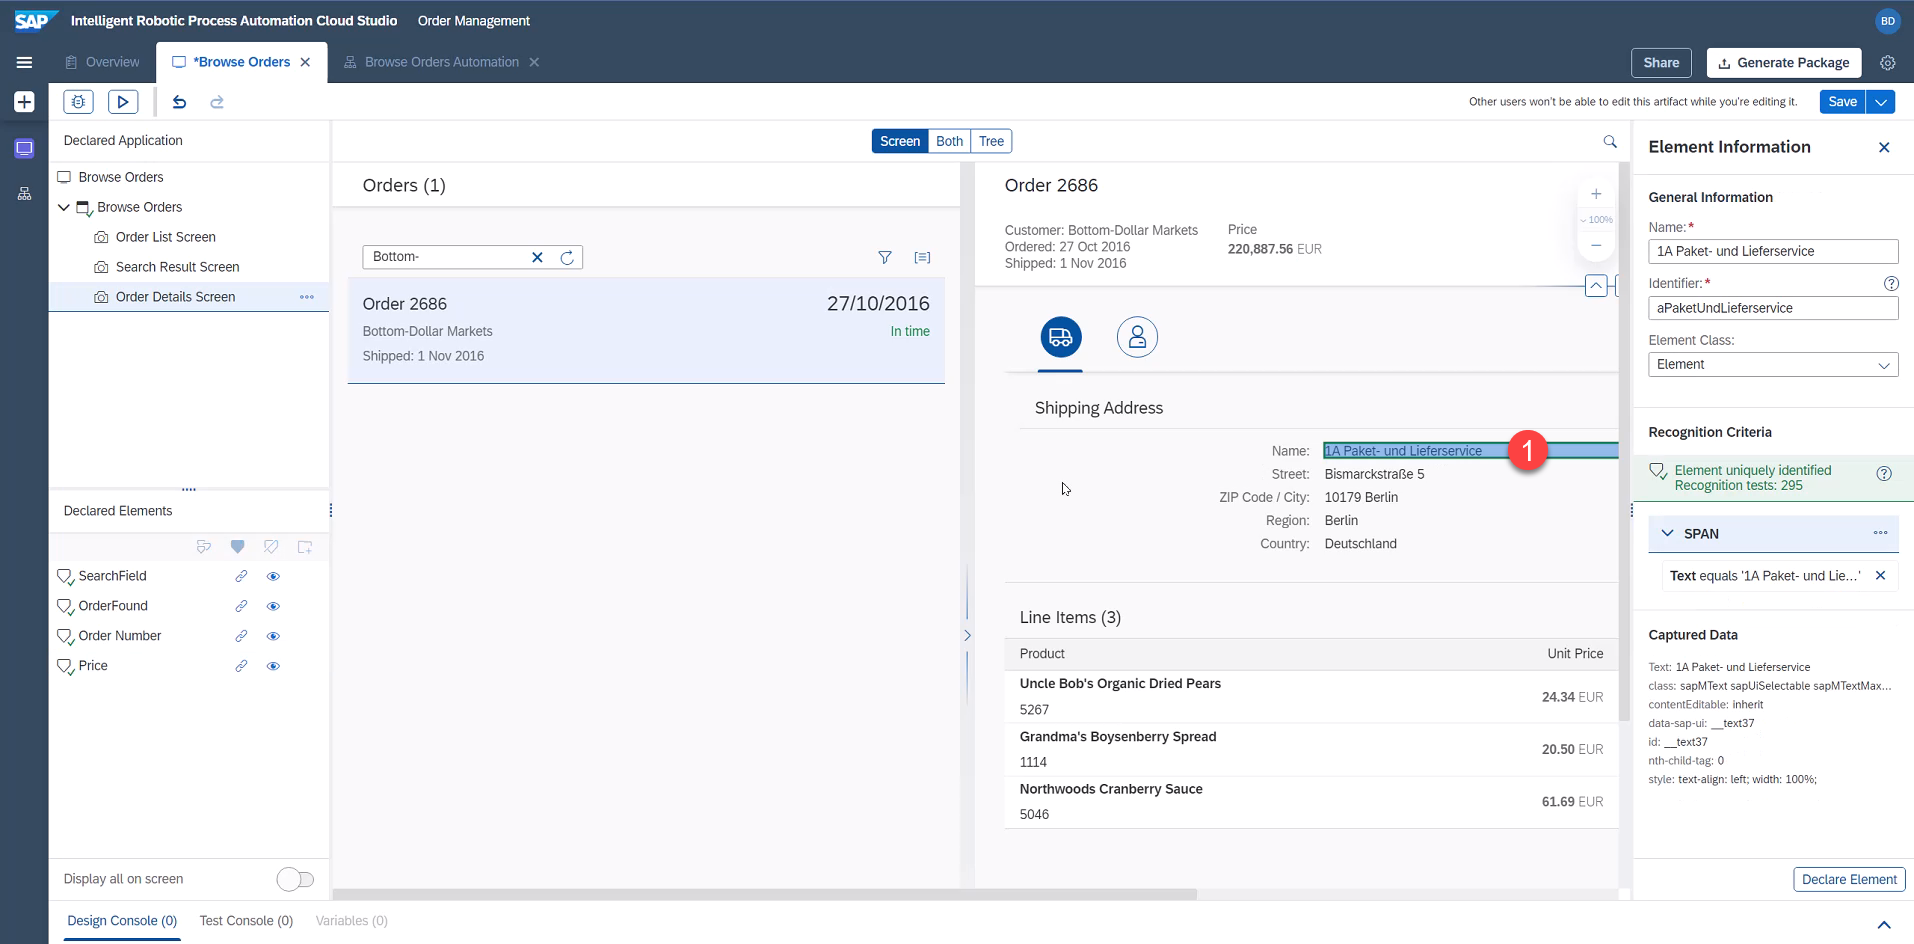 SAP Intelligent Robotic Process Automation Cloud Studio Order Management BD
Overview *Browse Orders Browse Orders Automation Share Generate Package
Other users won't be able to edit this artifact while you're editing it. Save
Declared Application
Browse Orders
Browse Orders
Order List Screen
Search Result Screen
Order Details Screen
Declared Elements
SearchField
OrderFound
Order Number
Price
Display all on screen
Screen Both Tree
Orders (1)
Bottom-
Order 2686 27/10/2016
Bottom-Dollar Markets In time
Shipped: 1 Nov 2016
Order 2686
Customer: Bottom-Dollar Markets Price
Ordered: 27 Oct 2016 220,887.56 EUR
Shipped: 1 Nov 2016
100%
Shipping Address
Name: 1A Paket- und Lieferservice 1
Street: Bismarckstraße 5
ZIP Code / City: 10179 Berlin
Region: Berlin
Country: Deutschland
Line Items (3)
Product Unit Price
Uncle Bob's Organic Dried Pears
5267
24.34 EUR
Grandma's Boysenberry Spread
1114
20.50 EUR
Northwoods Cranberry Sauce
5046
61.69 EUR
Element Information
General Information
Name: *
1A Paket- und Lieferservice
Identifier: *
aPaketUndLieferservice
Element Class:
Element
Recognition Criteria
Element uniquely identified
Recognition tests: 295
SPAN
Text equals '1A Paket- und Lie...'
Captured Data
Text: 1A Paket- und Lieferservice
class: sapMText sapUiSelectable sapMTextMax...
contentEditable: inherit
data-sap-ui: __text37
id: __text37
nth-child-tag: 0
style: text-align: left; width: 100%;
Declare Element
Design Console (0) Test Console (0) Variables (0)